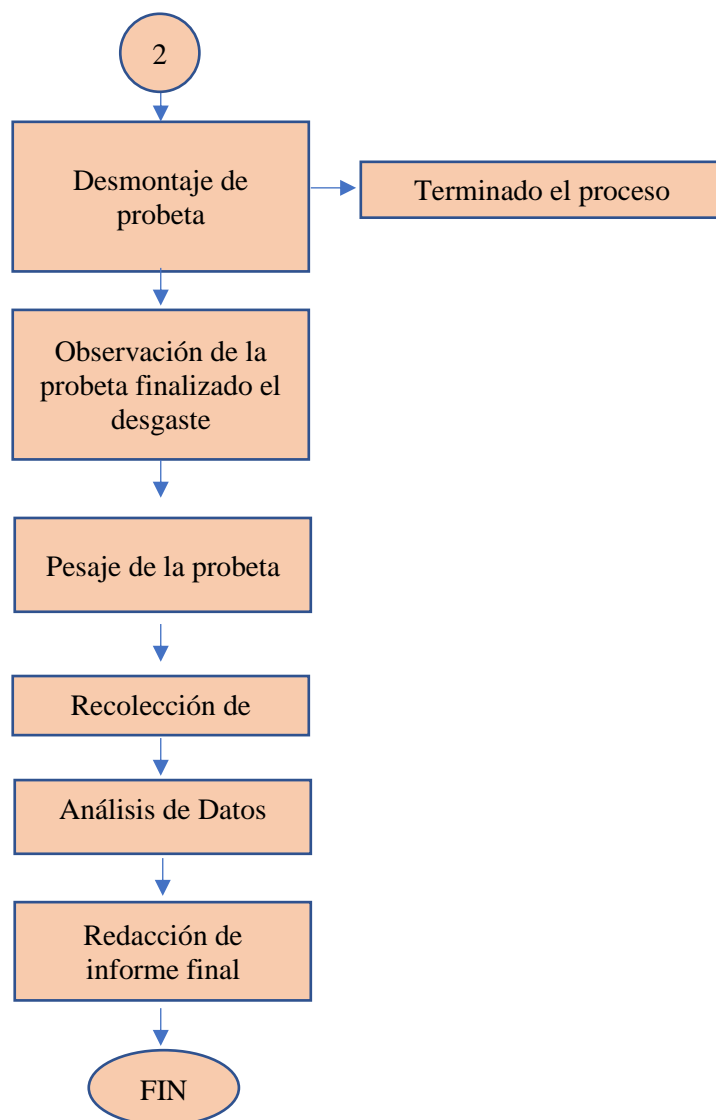 2
Desmontaje de
probeta
Terminado el proceso
Observación de la
probeta finalizado el
desgaste
Pesaje de la probeta
Recolección de
Análisis de Datos
Redacción de
informe final
FIN